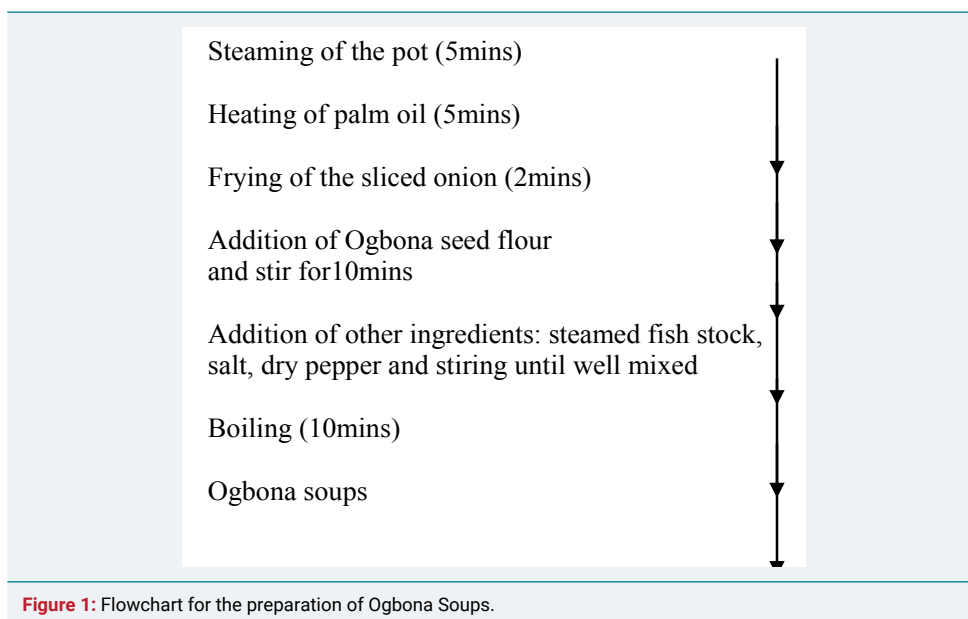 Steaming of the pot (5mins)
Heating of palm oil (5mins)
Frying of the sliced onion (2mins)
Addition of Ogbona seed flour
and stir for10mins
Addition of other ingredients: steamed fish stock,
salt, dry pepper and stiring until well mixed
Boiling (10mins)
Ogbona soups
Figure 1: Flowchart for the preparation of Ogbona Soups.